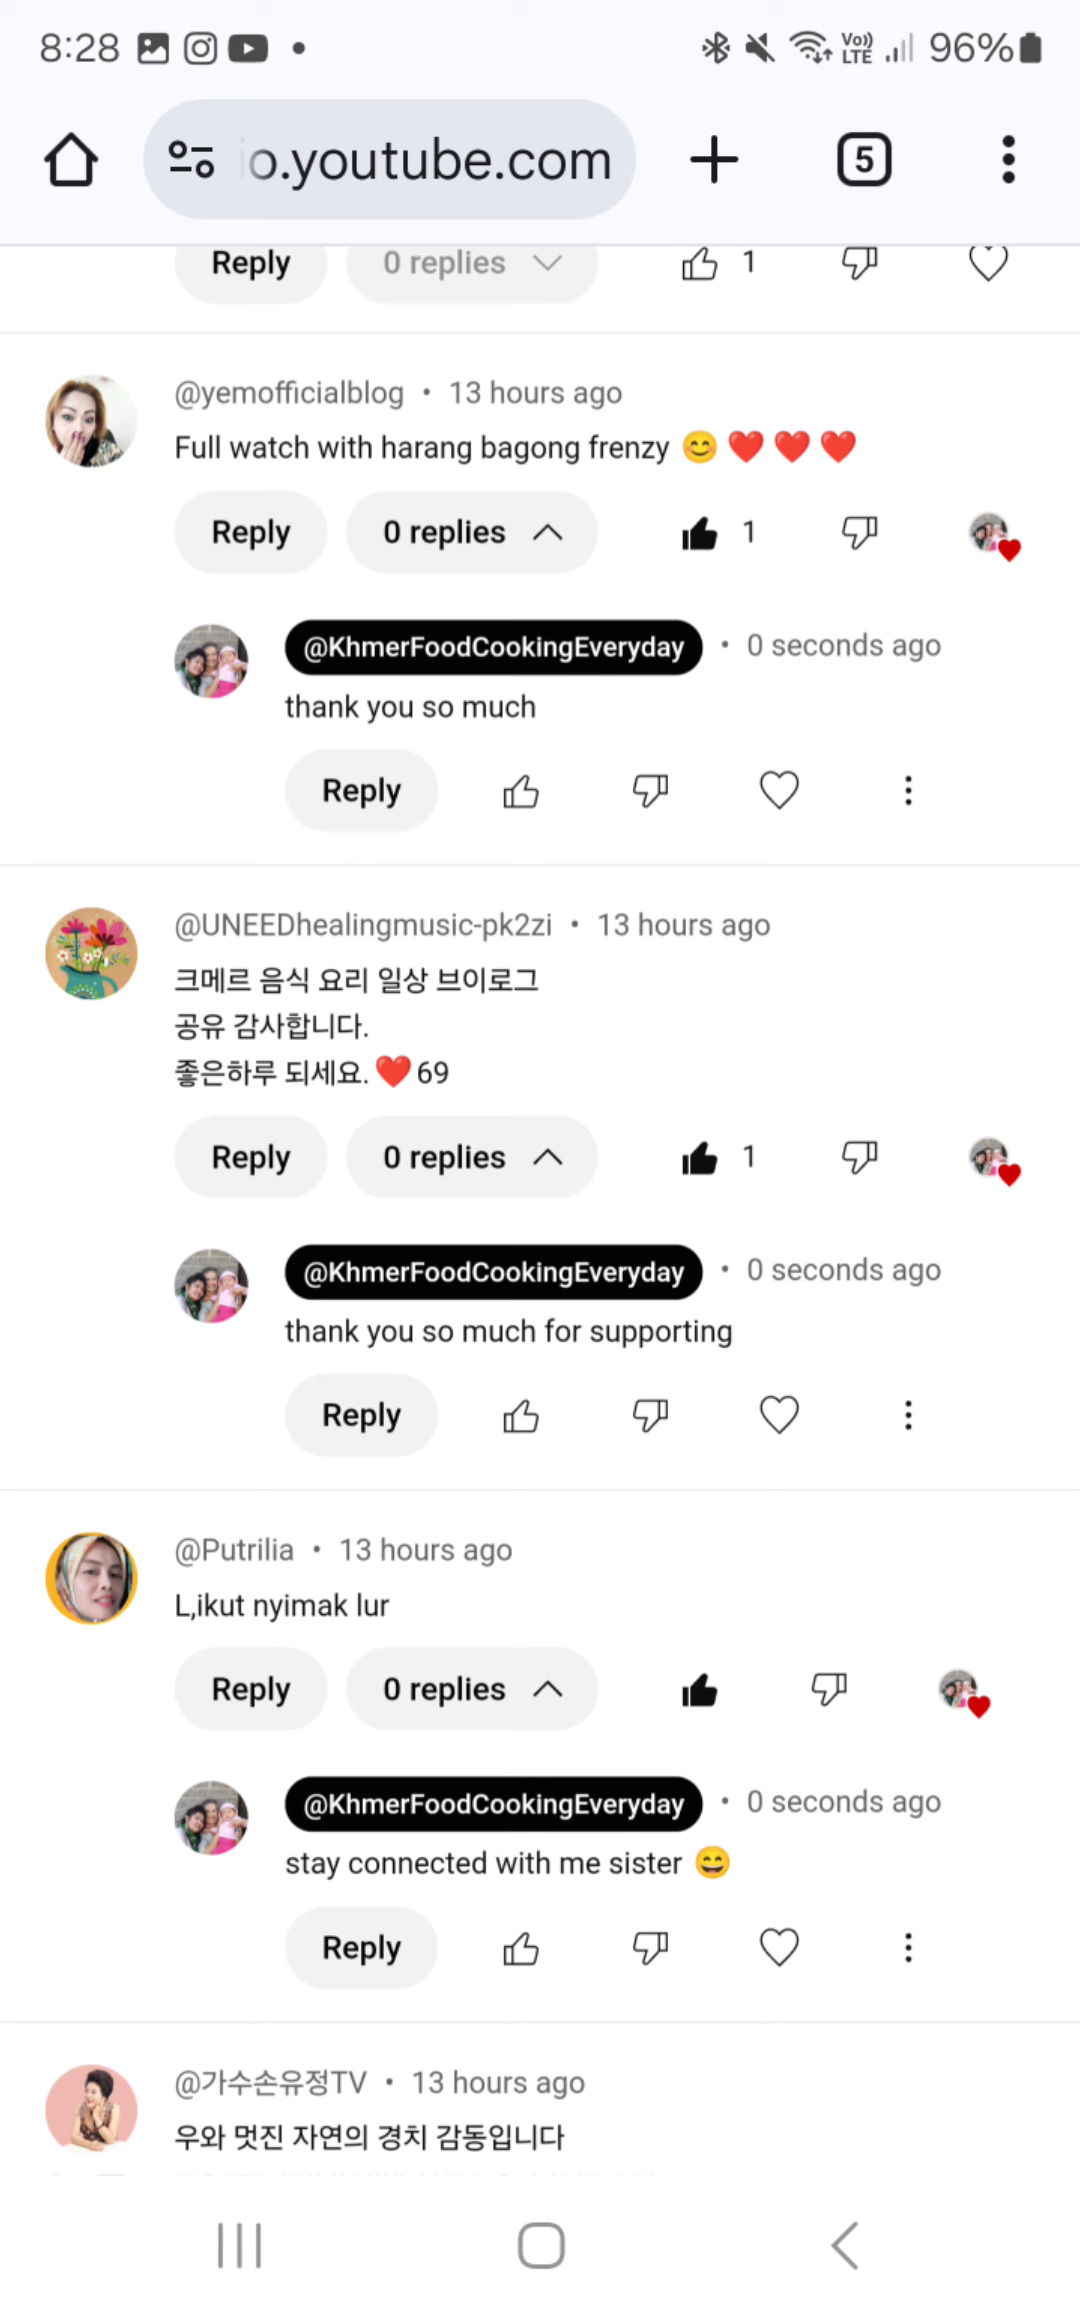 8:28
Vo))
LTE
96%
o.youtube.com
5
Reply
0 replies
1
@yemofficialblog • 13 hours ago
Full watch with harang bagong frenzy 😊❤️❤️❤️
Reply
0 replies
1
@KhmerFoodCookingEveryday • 0 seconds ago
thank you so much
Reply
@UNEEDhealingmusic-pk2zi • 13 hours ago
크메르 음식 요리 일상 브이로그
공유 감사합니다.
좋은하루 되세요.❤️69
Reply
0 replies
1
@KhmerFoodCookingEveryday • 0 seconds ago
thank you so much for supporting
Reply
@Putrilia • 13 hours ago
L,ikut nyimak lur
Reply
0 replies
@KhmerFoodCookingEveryday • 0 seconds ago
stay connected with me sister 😄
Reply
@가수손유정TV • 13 hours ago
우와 멋진 자연의 경치 감동입니다